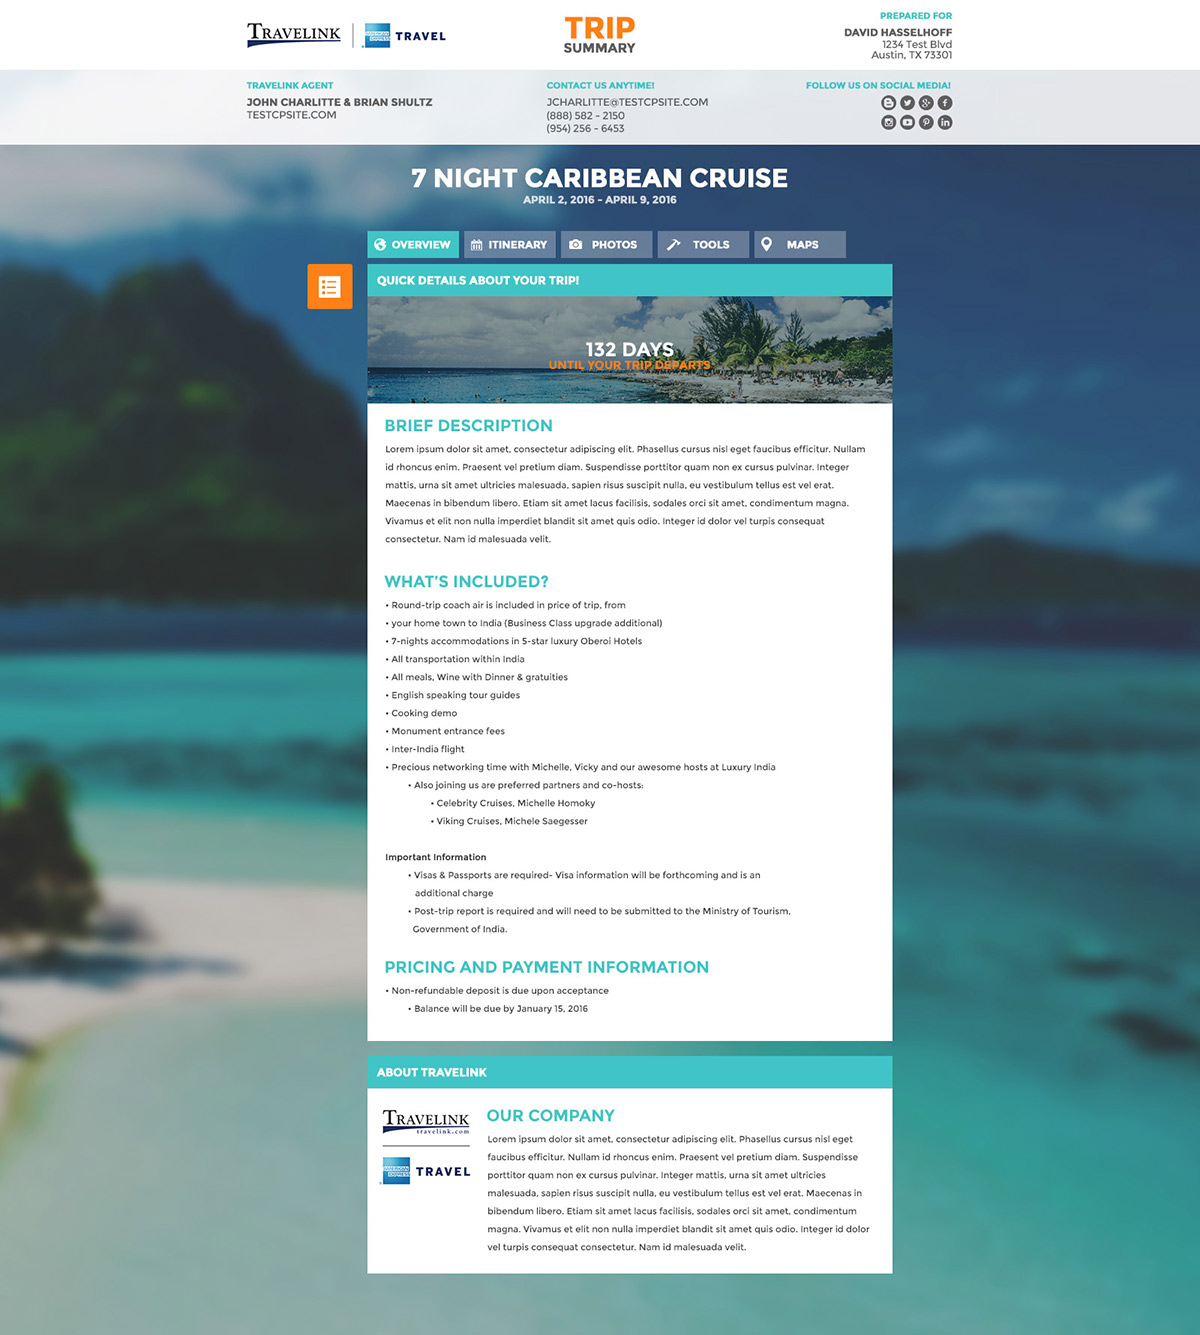 TRAVELINK
AMERICAN EXPRESS
TRAVEL
TRIP
SUMMARY
PREPARED FOR
DAVID HASSELHOFF
1234 Test Blvd
Austin, TX 73301
TRAVELINK AGENT
JOHN CHARLITTE & BRIAN SHULTZ
TESTCPSITE.COM
CONTACT US ANYTIME!
JCHARLITTE@TESTCPSITE.COM
(888) 582 - 2150
(954) 256 - 6453
FOLLOW US ON SOCIAL MEDIA!
7 NIGHT CARIBBEAN CRUISE
APRIL 2, 2016 - APRIL 9, 2016
OVERVIEW
ITINERARY
PHOTOS
TOOLS
MAPS
QUICK DETAILS ABOUT YOUR TRIP!
132 DAYS
UNTIL YOUR TRIP DEPARTS
BRIEF DESCRIPTION
Lorem ipsum dolor sit amet, consectetur adipiscing elit. Phasellus cursus nisl eget faucibus efficitur. Nullam
id rhoncus enim. Praesent vel pretium diam. Suspendisse porttitor quam non ex cursus pulvinar. Integer
mattis, urna sit amet ultricies malesuada, sapien risus suscipit nulla, eu vestibulum tellus est vel erat.
Maecenas in bibendum libero. Etiam sit amet lacus facilisis, sodales orci sit amet, condimentum magna.
Vivamus et elit non nulla imperdiet blandit sit amet quis odio. Integer id dolor vel turpis consequat
consectetur. Nam id malesuada velit.
WHAT'S INCLUDED?
• Round-trip coach air is included in price of trip, from
• your home town to India (Business Class upgrade additional)
• 7-nights accommodations in 5-star luxury Oberoi Hotels
• All transportation within India
• All meals, Wine with Dinner & gratuities
• English speaking tour guides
• Cooking demo
• Monument entrance fees
• Inter-India flight
• Precious networking time with Michelle, Vicky and our awesome hosts at Luxury India
• Also joining us are preferred partners and co-hosts:
• Celebrity Cruises, Michelle Homoky
• Viking Cruises, Michele Saegesser
Important Information
• Visas & Passports are required- Visa information will be forthcoming and is an
additional charge
• Post-trip report is required and will need to be submitted to the Ministry of Tourism,
Government of India.
PRICING AND PAYMENT INFORMATION
• Non-refundable deposit is due upon acceptance
• Balance will be due by January 15, 2016
ABOUT TRAVELINK
TRAVELINK
travelink.com
AMERICAN EXPRESS
TRAVEL
OUR COMPANY
Lorem ipsum dolor sit amet, consectetur adipiscing elit. Phasellus cursus nisl eget
faucibus efficitur. Nullam id rhoncus enim. Praesent vel pretium diam. Suspendisse
porttitor quam non ex cursus pulvinar. Integer mattis, urna sit amet ultricies
malesuada, sapien risus suscipit nulla, eu vestibulum tellus est vel erat. Maecenas in
bibendum libero. Etiam sit amet lacus facilisis, sodales orci sit amet, condimentum
magna. Vivamus et elit non nulla imperdiet blandit sit amet quis odio. Integer id dolor
vel turpis consequat consectetur. Nam id malesuada velit.